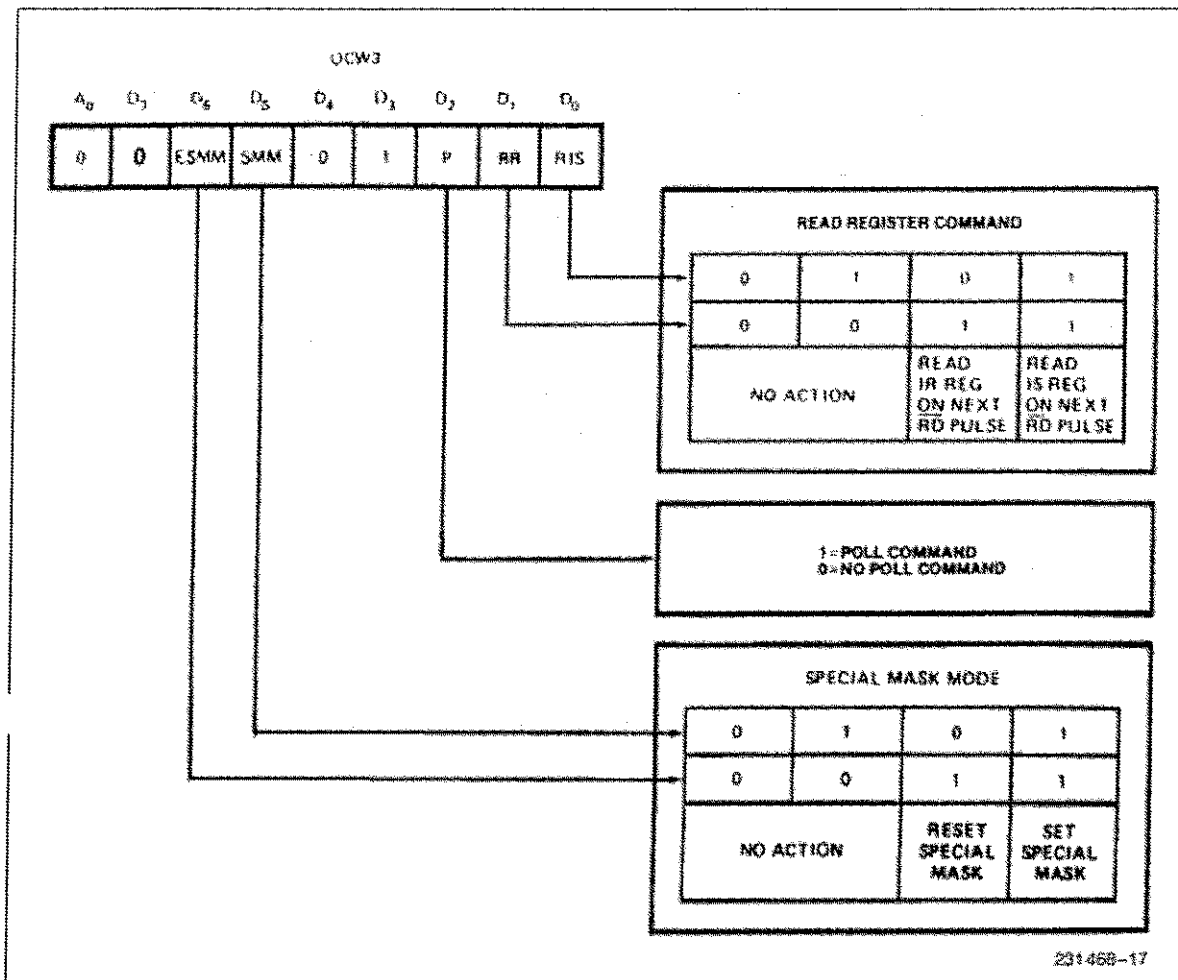 OCW3
A0 D7 D6 D5 D4 D3 D2 D1 D0
0 0 ESMM SMM 0 1 P RR RIS
READ REGISTER COMMAND
0 1 0 1
0 0 1 1
NO ACTION
READ
IR REG
ON NEXT
RD PULSE
READ
IS REG
ON NEXT
RD PULSE
1=POLL COMMAND
0=NO POLL COMMAND
SPECIAL MASK MODE
0 1 0 1
0 0 1 1
NO ACTION
RESET
SPECIAL
MASK
SET
SPECIAL
MASK
231468-17